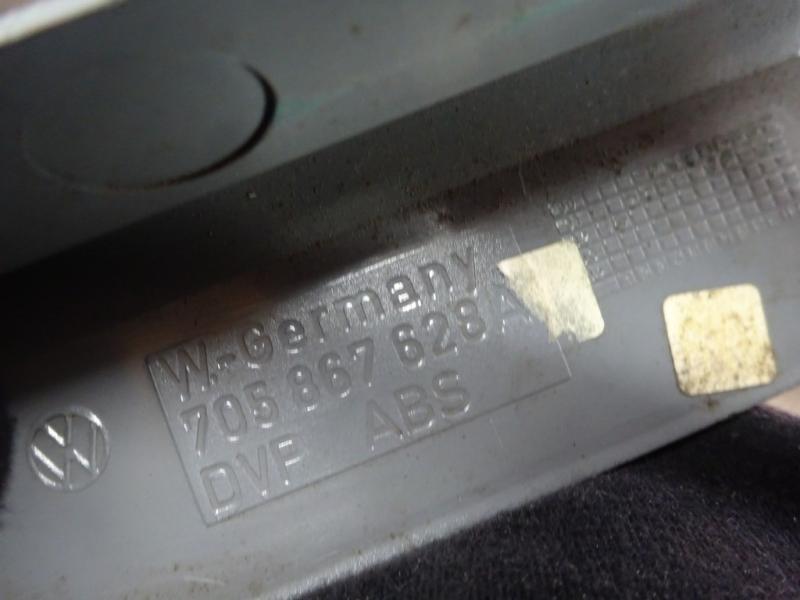 W.-Germany
705 867 628 A
DVP ABS